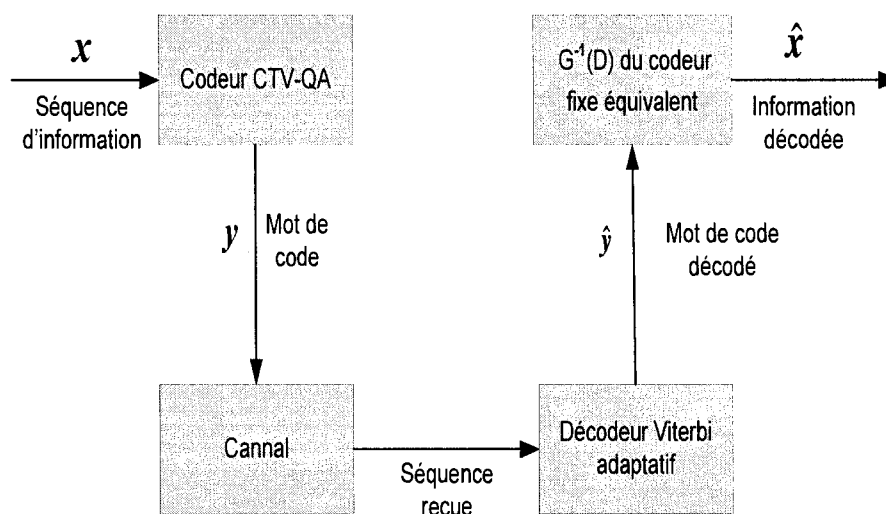 x
Séquence
d'information
Codeur CTV-QA
y
Mot de
code
Cannal
Séquence
reçue
Décodeur Viterbi
adaptatif
ŷ
Mot de code
décodé
G⁻¹(D) du codeur
fixe équivalent
x̂
Information
décodée